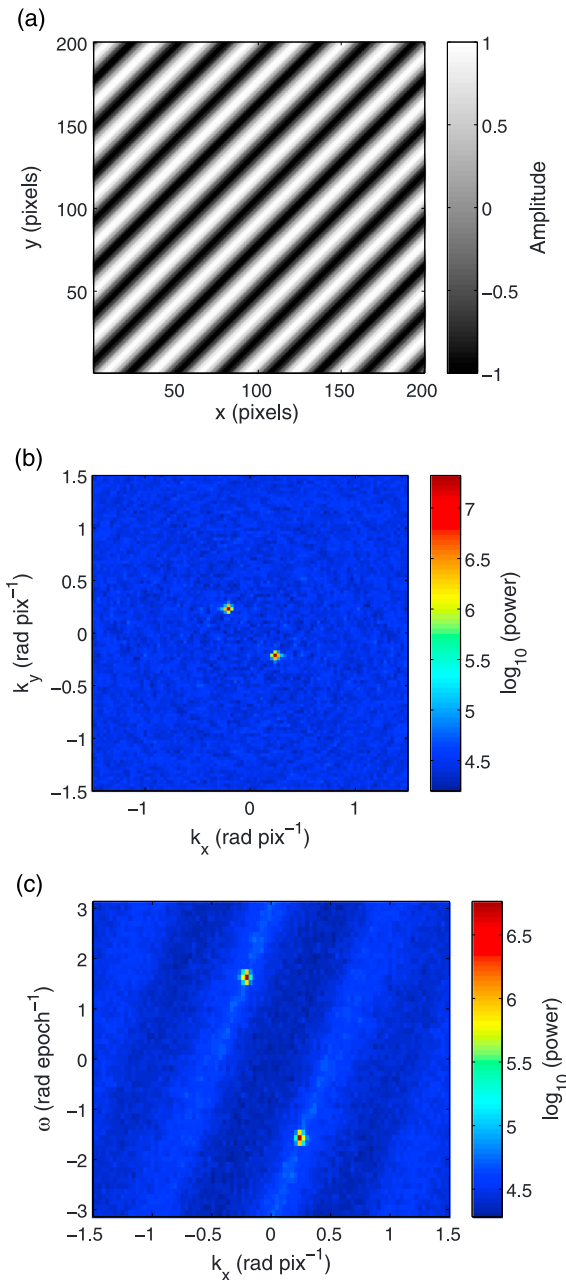 (a)
200
150
100
50
y (pixels)
50 100 150 200
x (pixels)
1
0.5
0
−0.5
−1
Amplitude
(b)
1.5
1
0.5
0
−0.5
−1
−1.5
k_y (rad pix⁻¹)
−1 0 1
k_x (rad pix⁻¹)
7
6.5
6
5.5
5
4.5
log₁₀ (power)
(c)
3
2
1
0
−1
−2
−3
ω (rad epoch⁻¹)
−1.5 −1 −0.5 0 0.5 1 1.5
k_x (rad pix⁻¹)
6.5
6
5.5
5
4.5
log₁₀ (power)